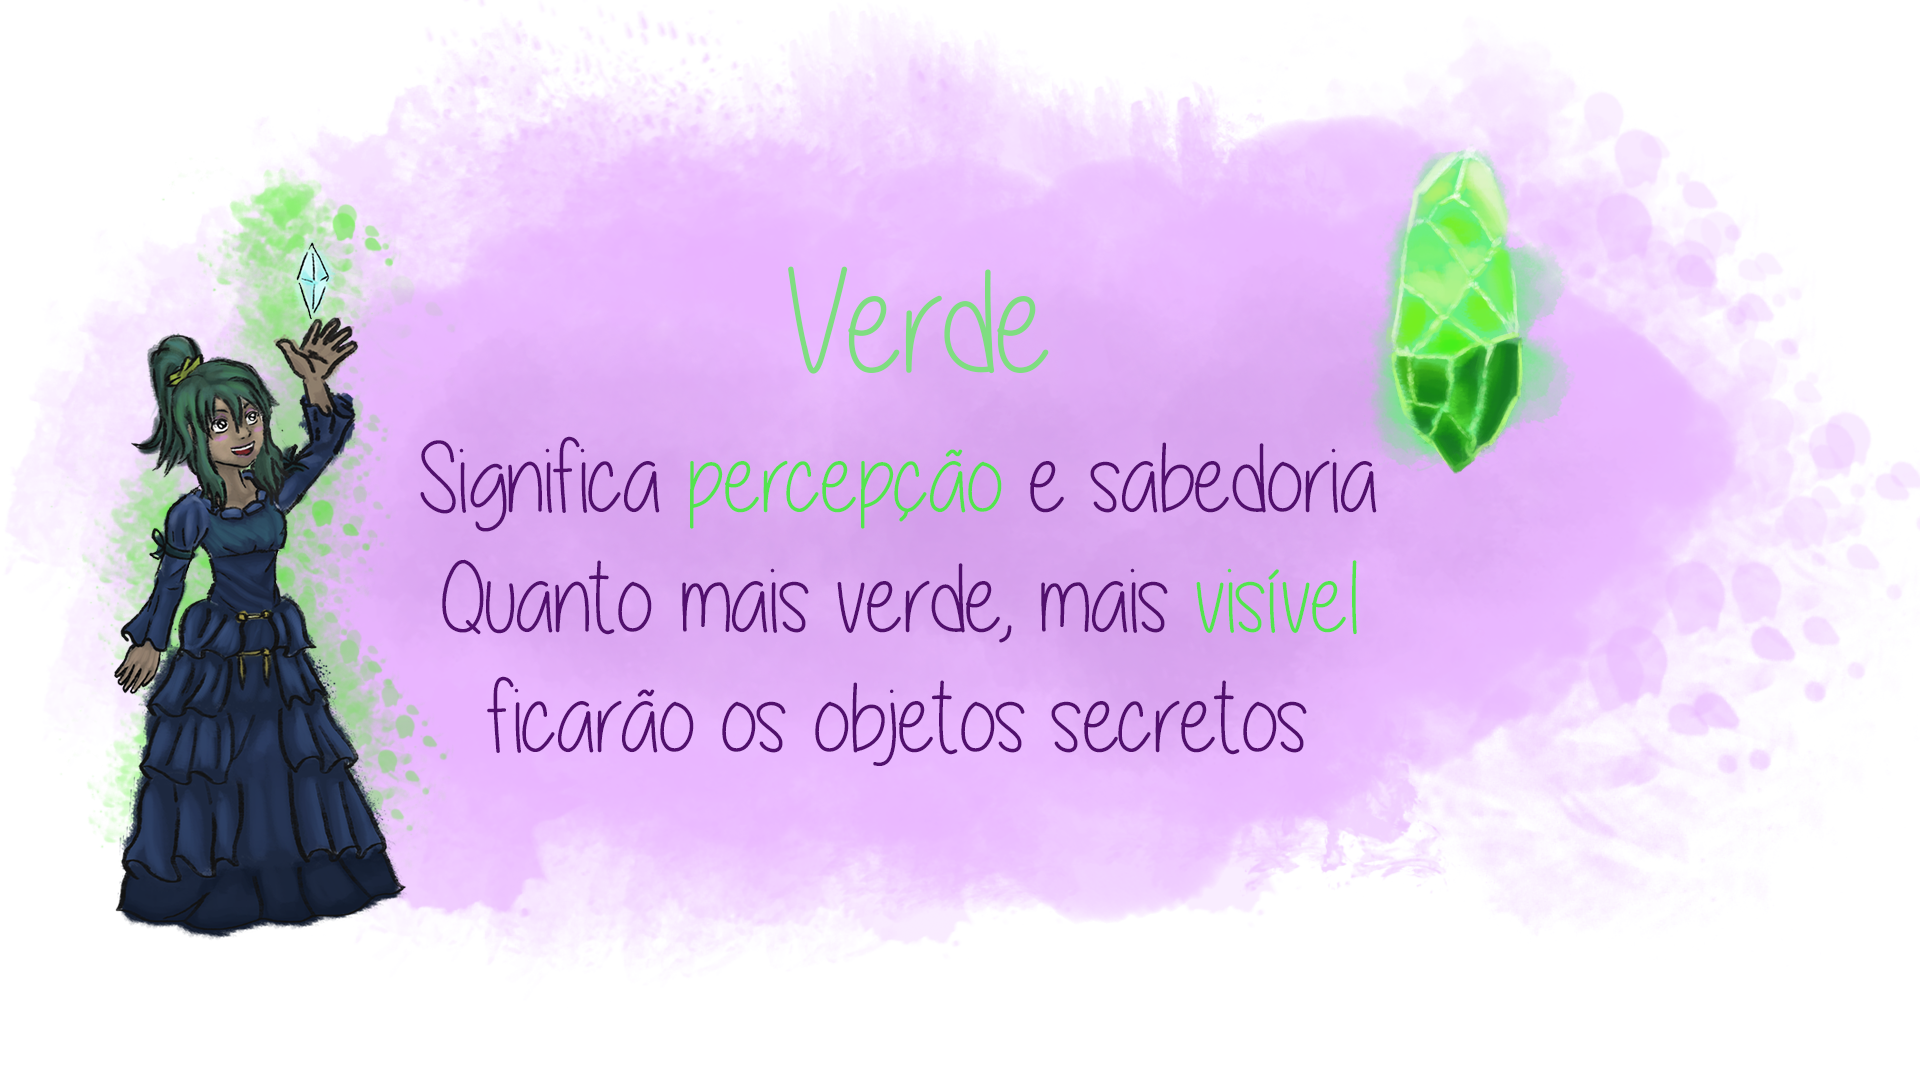 Verde
Significa percepção e sabedoria
Quanto mais verde, mais visível
ficarão os objetos secretos